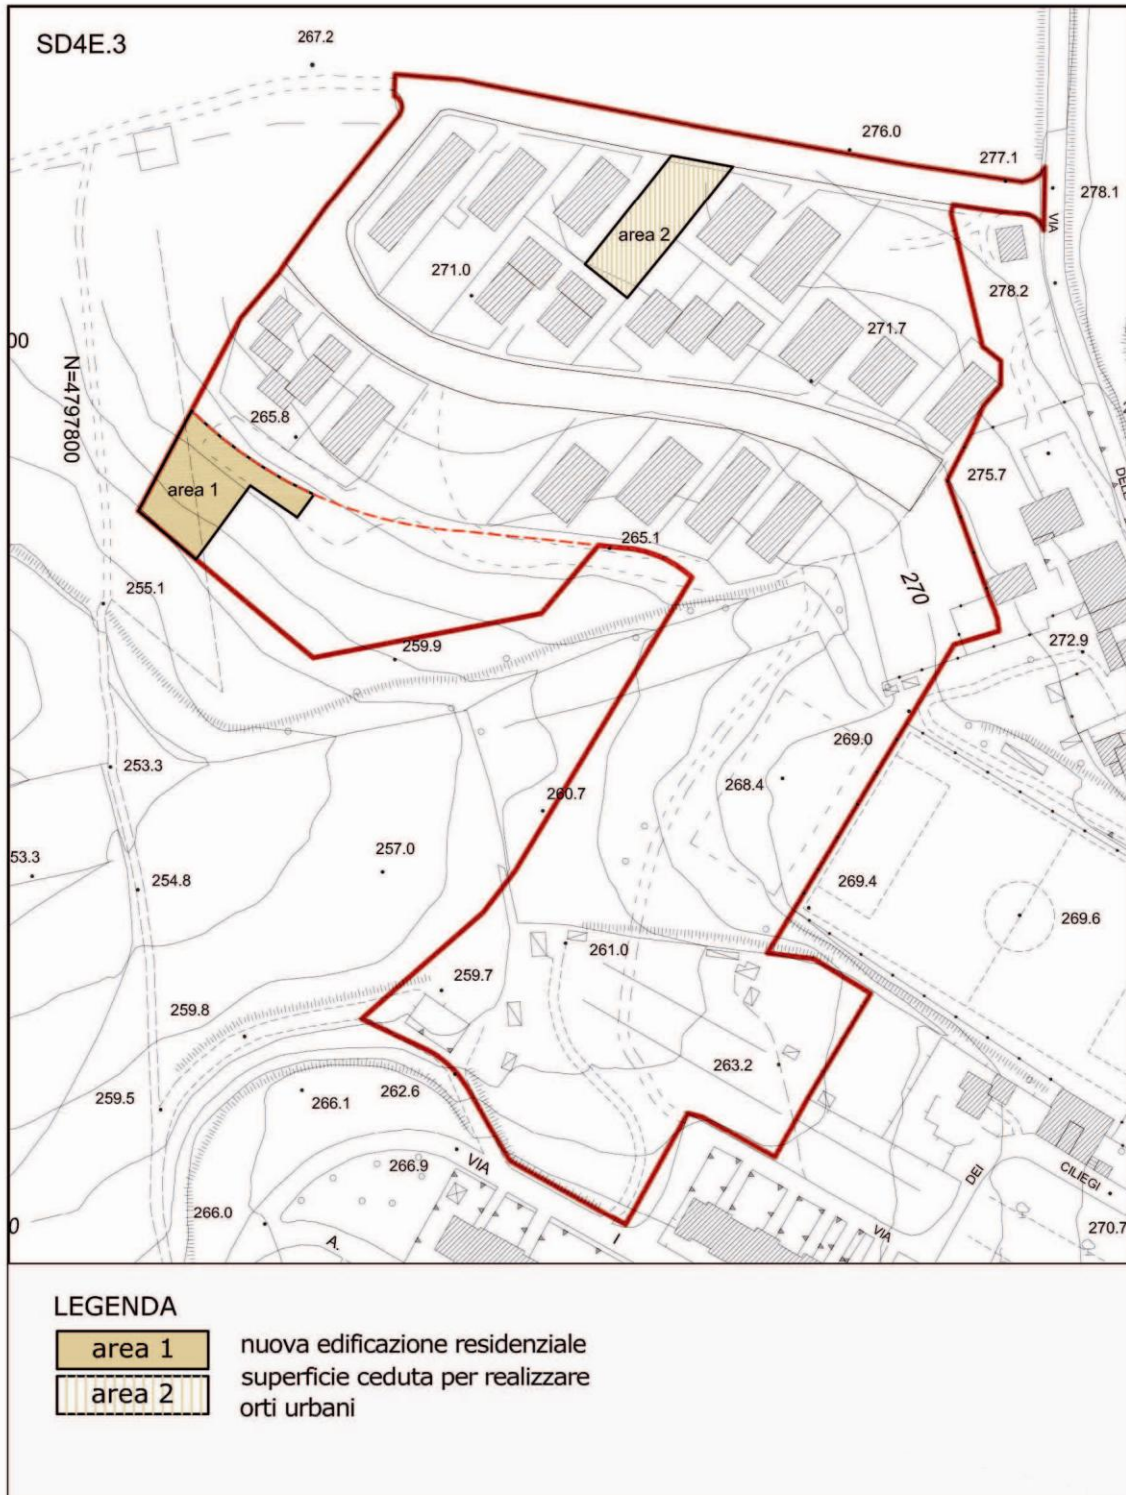 SD4E.3
267.2
276.0
277.1
278.1
VIA
area 2
271.0
278.2
271.7
00
N=4797800
265.8
275.7
area 1
DELE
265.1
270
255.1
259.9
272.9
269.0
253.3
268.4
260.7
53.3
257.0
254.8
269.4
269.6
261.0
259.7
259.8
263.2
262.6
266.1
259.5
VIA
266.9
DEI
CILIEGI
266.0
0
A.
I
VIA
270.7
LEGENDA
area 1 nuova edificazione residenziale
area 2 superficie ceduta per realizzare
orti urbani